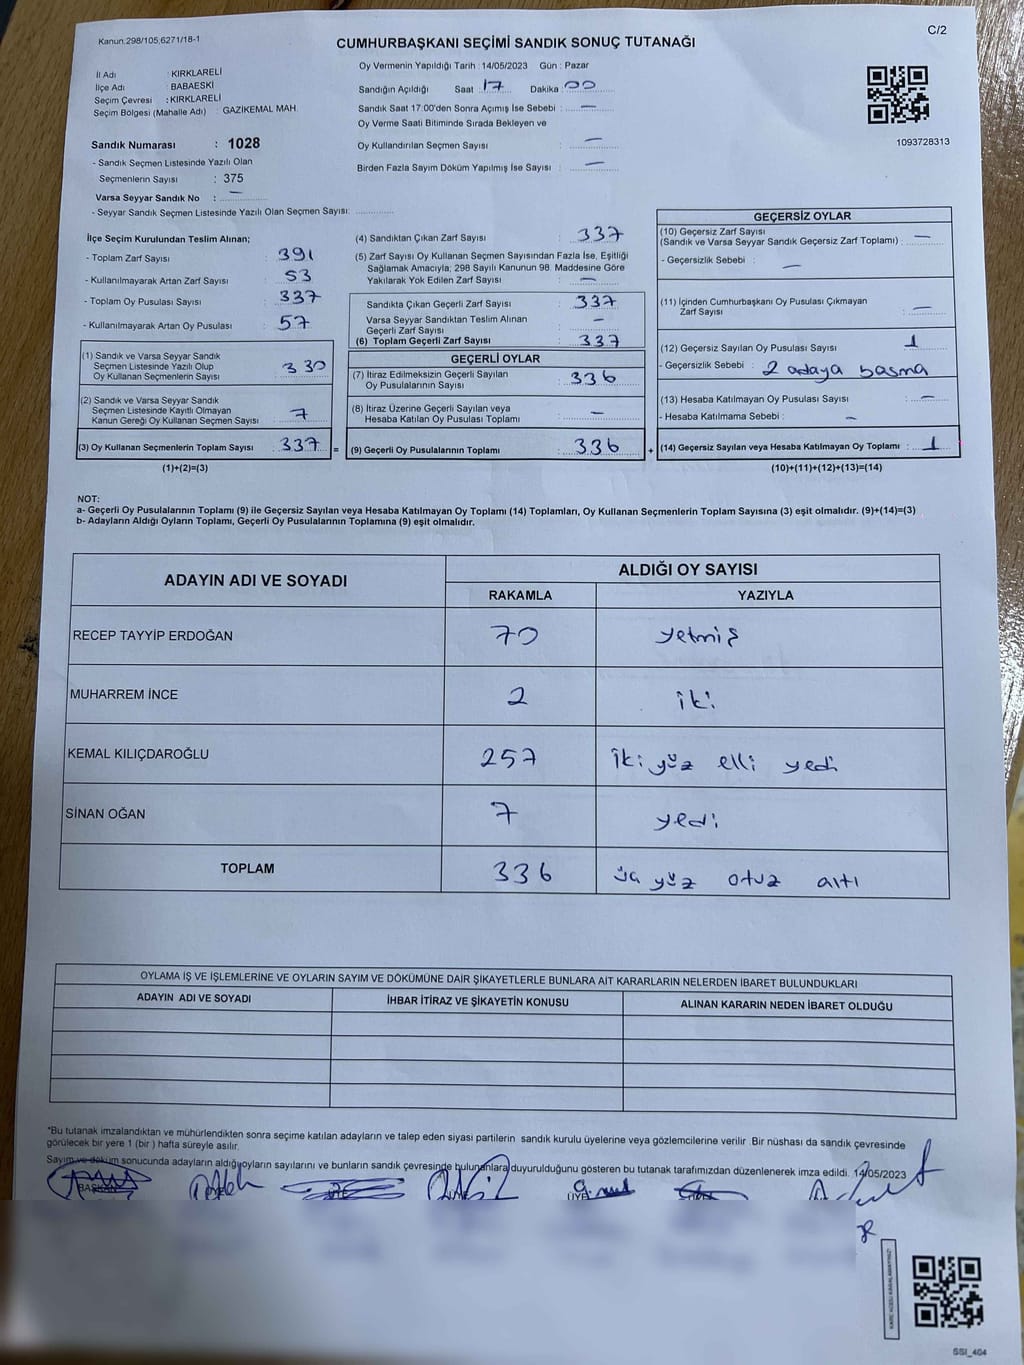 Kanun.298/105,6271/18-1
C/2
CUMHURBAŞKANI SEÇİMİ SANDIK SONUÇ TUTANAĞI
İl Adı : KIRKLARELİ
İlçe Adı : BABAESKİ
Seçim Çevresi : KIRKLARELİ
Seçim Bölgesi (Mahalle Adı) : GAZİKEMAL MAH.
Oy Vermenin Yapıldığı Tarih : 14/05/2023 Gün : Pazar
Sandığın Açıldığı Saat : 17 Dakika : 00
Sandık Saat 17:00'den Sonra Açımış İse Sebebi : —
Oy Verme Saati Bitiminde Sırada Bekleyen ve
Oy Kullandırılan Seçmen Sayısı : —
Birden Fazla Sayım Döküm Yapılmış İse Sayısı : —
1093728313
Sandık Numarası : 1028
- Sandık Seçmen Listesinde Yazılı Olan
Seçmenlerin Sayısı : 375
Varsa Seyyar Sandık No : —
- Seyyar Sandık Seçmen Listesinde Yazılı Olan Seçmen Sayısı: ............
İlçe Seçim Kurulundan Teslim Alınan;
- Toplam Zarf Sayısı : 391
- Kullanılmayarak Artan Zarf Sayısı : 53
- Toplam Oy Pusulası Sayısı : 337
- Kullanılmayarak Artan Oy Pusulası : 57
(1) Sandık ve Varsa Seyyar Sandık
Seçmen Listesinde Yazılı Olup
Oy Kullanan Seçmenlerin Sayısı : 330
(2) Sandık ve Varsa Seyyar Sandık
Seçmen Listesinde Kayıtlı Olmayan
Kanun Gereği Oy Kullanan Seçmen Sayısı : 7
(3) Oy Kullanan Seçmenlerin Toplam Sayısı : 337 =
(1)+(2)=(3)
(4) Sandıktan Çıkan Zarf Sayısı : 337
(5) Zarf Sayısı Oy Kullanan Seçmen Sayısından Fazla İse, Eşitliği
Sağlamak Amacıyla; 298 Sayılı Kanunun 98. Maddesine Göre
Yakılarak Yok Edilen Zarf Sayısı : —
Sandıkta Çıkan Geçerli Zarf Sayısı : 337
Varsa Seyyar Sandıktan Teslim Alınan
Geçerli Zarf Sayısı : —
(6) Toplam Geçerli Zarf Sayısı : 337
GEÇERLİ OYLAR
(7) İtiraz Edilmeksizin Geçerli Sayılan
Oy Pusulalarının Sayısı : 336
(8) İtiraz Üzerine Geçerli Sayılan veya
Hesaba Katılan Oy Pusulası Toplamı : —
(9) Geçerli Oy Pusulalarının Toplamı : 336 +
GEÇERSİZ OYLAR
(10) Geçersiz Zarf Sayısı
(Sandık ve Varsa Seyyar Sandık Geçersiz Zarf Toplamı) : —
- Geçersizlik Sebebi : —
(11) İçinden Cumhurbaşkanı Oy Pusulası Çıkmayan
Zarf Sayısı : —
(12) Geçersiz Sayılan Oy Pusulası Sayısı : 1
- Geçersizlik Sebebi : 2 adaya basma
(13) Hesaba Katılmayan Oy Pusulası Sayısı : —
- Hesaba Katılmama Sebebi : —
(14) Geçersiz Sayılan veya Hesaba Katılmayan Oy Toplamı : 1
(10)+(11)+(12)+(13)=(14)
NOT:
a- Geçerli Oy Pusulalarının Toplamı (9) ile Geçersiz Sayılan veya Hesaba Katılmayan Oy Toplamı (14) Toplamları, Oy Kullanan Seçmenlerin Toplam Sayısına (3) eşit olmalıdır. (9)+(14)=(3)
b- Adayların Aldığı Oyların Toplamı, Geçerli Oy Pusulalarının Toplamına (9) eşit olmalıdır.
ADAYIN ADI VE SOYADI
ALDIĞI OY SAYISI
RAKAMLA YAZIYLA
RECEP TAYYİP ERDOĞAN 70 yetmiş
MUHARREM İNCE 2 iki
KEMAL KILIÇDAROĞLU 257 iki yüz elli yedi
SİNAN OĞAN 7 yedi
TOPLAM 336 üç yüz otuz altı
OYLAMA İŞ VE İŞLEMLERİNE VE OYLARIN SAYIM VE DÖKÜMÜNE DAİR ŞİKAYETLERLE BUNLARA AİT KARARLARIN NELERDEN İBARET BULUNDUKLARI
ADAYIN ADI VE SOYADI İHBAR İTİRAZ VE ŞİKAYETİN KONUSU ALINAN KARARIN NEDEN İBARET OLDUĞU
*Bu tutanak imzalandıktan ve mühürlendikten sonra seçime katılan adayların ve talep eden siyasi partilerin sandık kurulu üyelerine veya gözlemcilerine verilir. Bir nüshası da sandık çevresinde
görülecek bir yere 1 (bir ) hafta süreyle asılır.
Sayım ve döküm sonucunda adayların aldığı oyların sayılarını ve bunların sandık çevresinde bulunanlara duyurulduğunu gösteren bu tutanak tarafımızdan düzenlenerek imza edildi. 14/05/2023
BAŞKAN ÜYE ÜYE
SSI_404